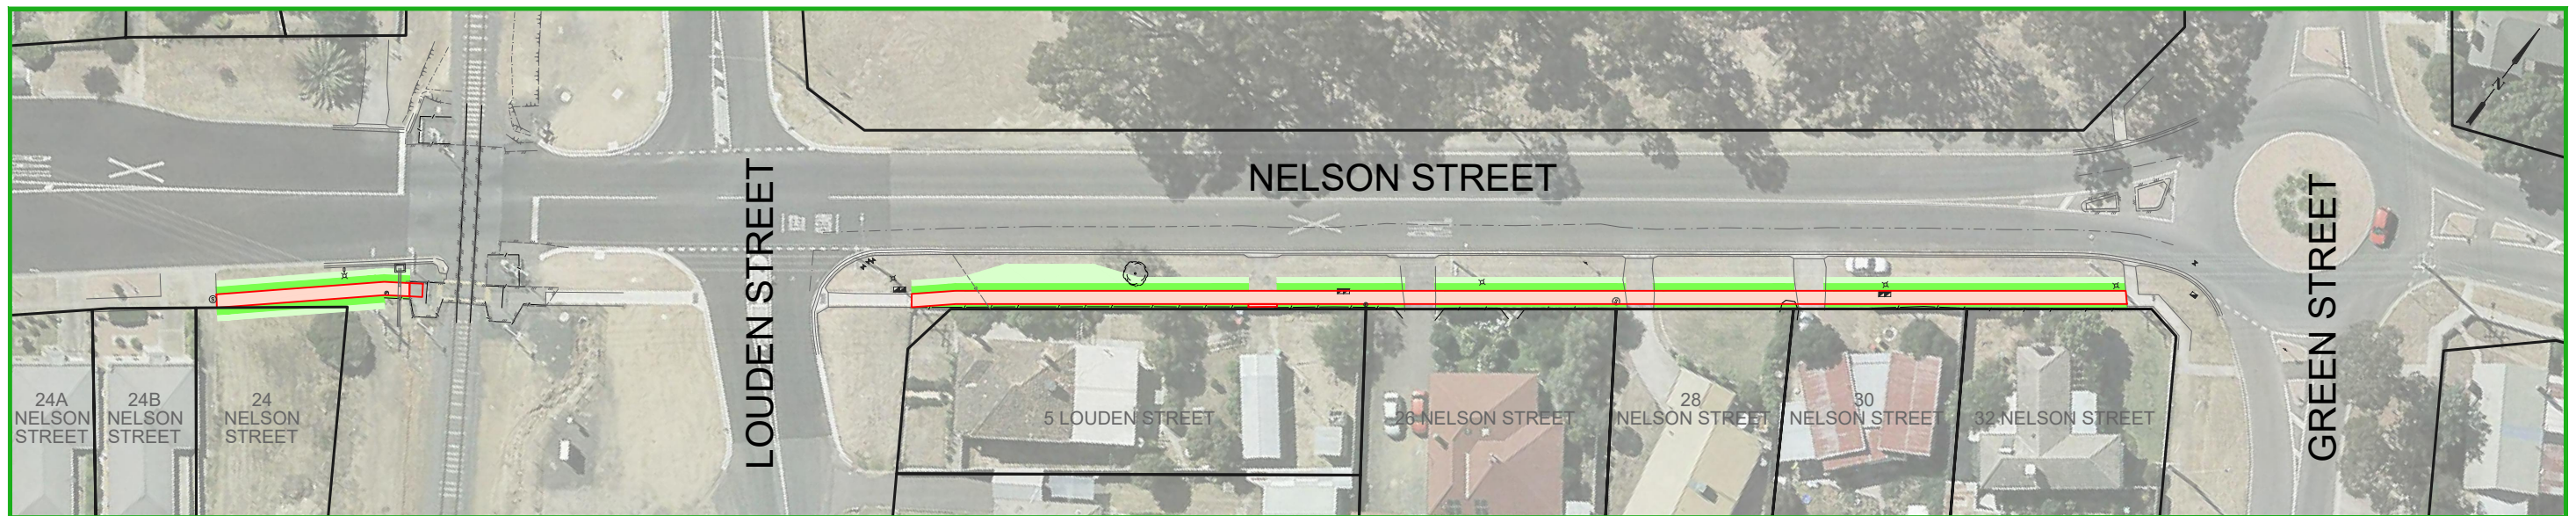 NELSON STREET
LOUDEN STREET
GREEN STREET
N
24A
NELSON
STREET
24B
NELSON
STREET
24
NELSON
STREET
5 LOUDEN STREET
26 NELSON STREET
28
NELSON STREET
30
NELSON STREET
32 NELSON STREET